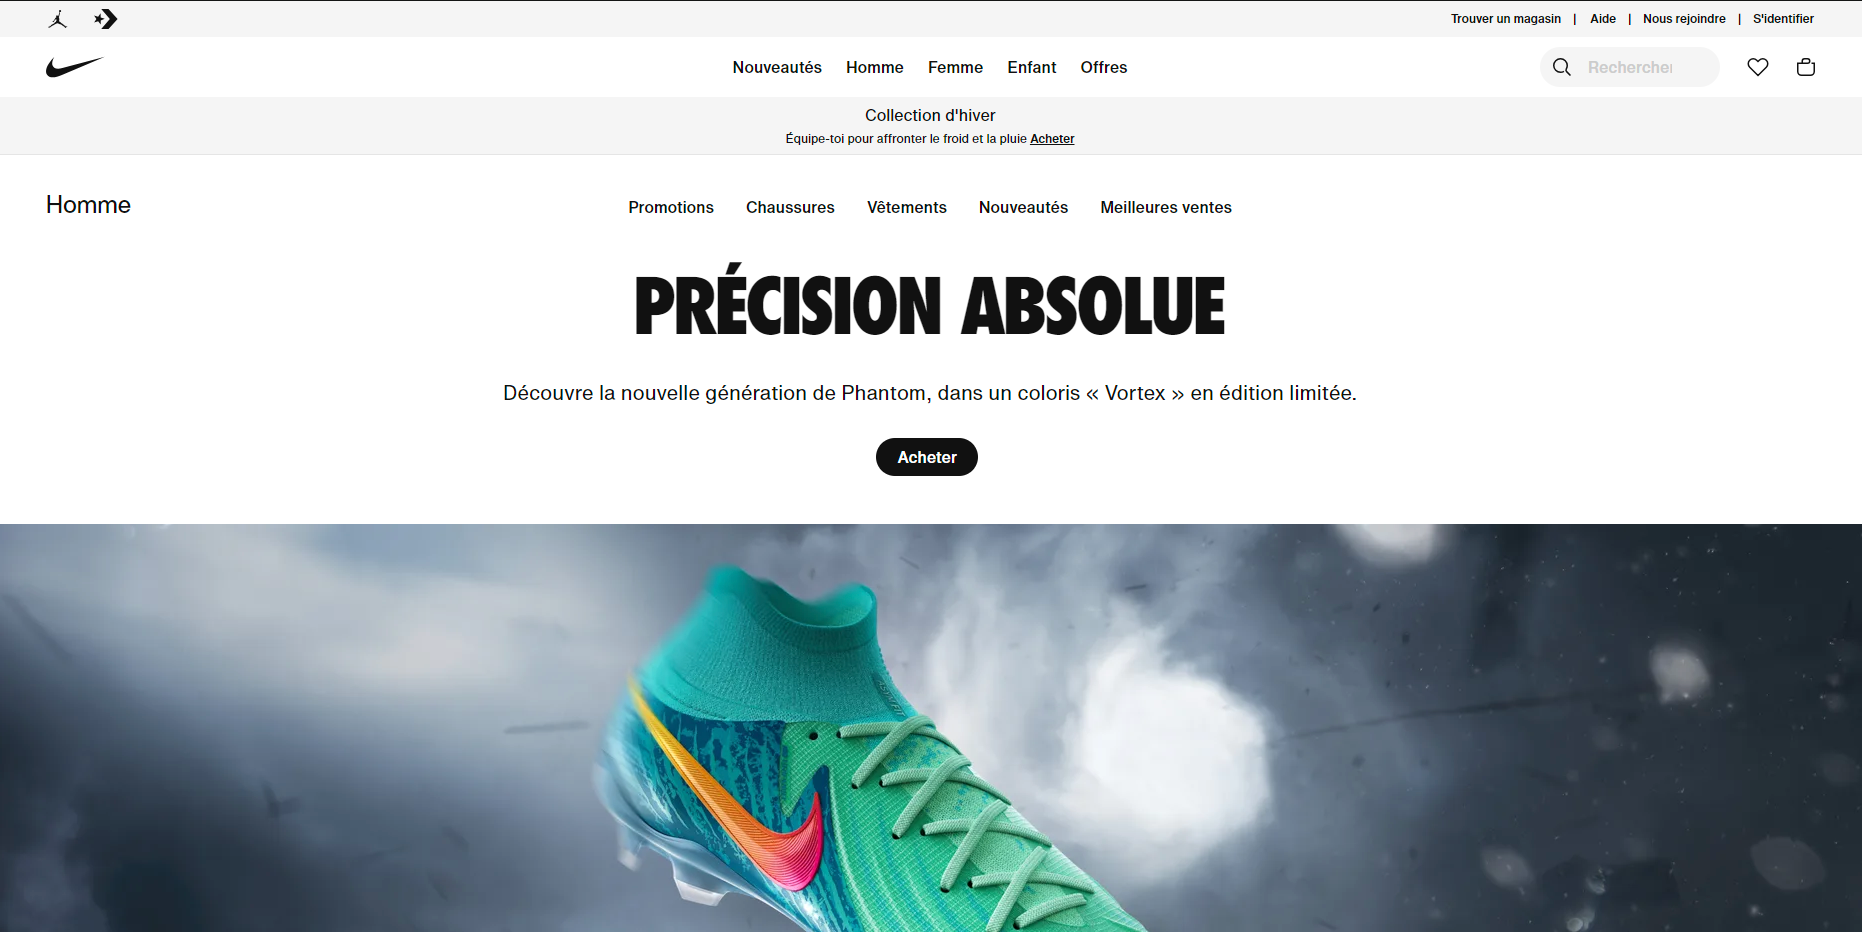 Trouver un magasin | Aide | Nous rejoindre | S'identifier
Nouveautés Homme Femme Enfant Offres
Rechercher
Collection d'hiver
Équipe-toi pour affronter le froid et la pluie Acheter
Homme
Promotions Chaussures Vêtements Nouveautés Meilleures ventes
PRÉCISION ABSOLUE
Découvre la nouvelle génération de Phantom, dans un coloris « Vortex » en édition limitée.
Acheter